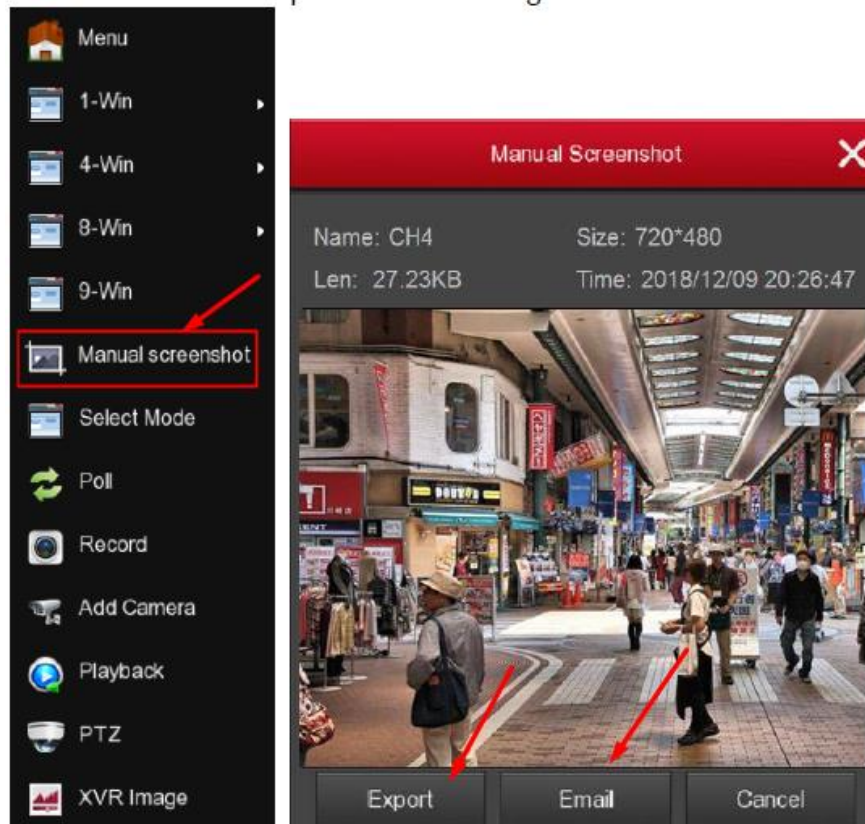 Menu
1-Win
4-Win
8-Win
9-Win
Manual screenshot
Select Mode
Poll
Record
Add Camera
Playback
PTZ
XVR Image
Manual Screenshot
Name: CH4 Size: 720*480
Len: 27.23KB Time: 2018/12/09 20:26:47
DOUTOR
Export Email Cancel